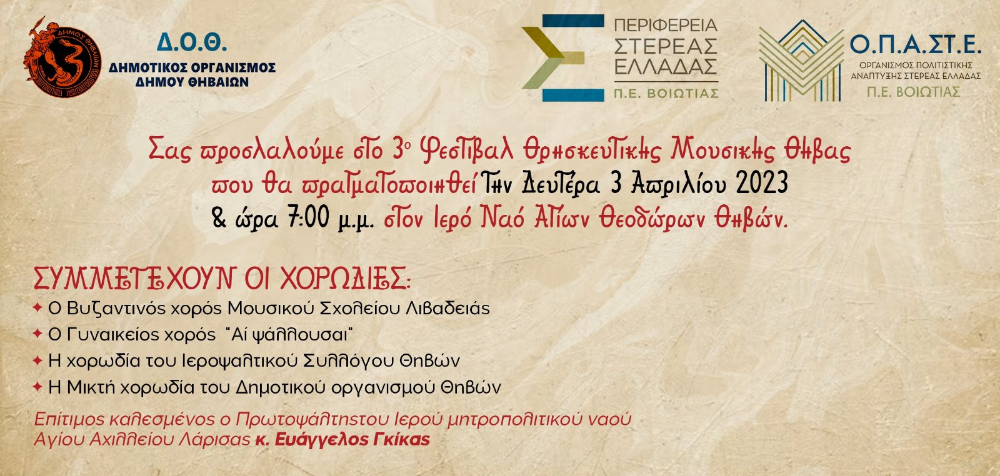 ΔΗΜΟΣ ΘΗΒΑΙΩΝ
Δ.Ο.Θ.
ΔΗΜΟΤΙΚΟΣ ΟΡΓΑΝΙΣΜΟΣ
ΔΗΜΟΥ ΘΗΒΑΙΩΝ
ΠΕΡΙΦΕΡΕΙΑ
ΣΤΕΡΕΑΣ
ΕΛΛΑΔΑΣ
Π.Ε. ΒΟΙΩΤΙΑΣ
Ο.Π.Α.ΣΤ.Ε.
ΟΡΓΑΝΙΣΜΟΣ ΠΟΛΙΤΙΣΤΙΚΗΣ
ΑΝΑΠΤΥΞΗΣ ΣΤΕΡΕΑΣ ΕΛΛΑΔΑΣ
Π.Ε. ΒΟΙΩΤΙΑΣ
Σας προσλαλούμε στο 3ο Φεστιβαλ Θρησκευτικής Μουσικής Θήβας
που θα πραγματοποιηθεί την Δευτέρα 3 Απριλίου 2023
& ώρα 7:00 μ.μ. στον Ιερό Ναό Αγίων Θεοδώρων Θηβών.
ΣΥΜΜΕΤΕΧΟΥΝ ΟΙ ΧΟΡΩΔΙΕΣ:
Ο Βυζαντινός χορός Μουσικού Σχολείου Λιβαδειάς
Ο Γυναικείος χορός "Αί ψάλλουσαι"
Η χορωδία του Ιεροψαλτικού Συλλόγου Θηβών
Η Μικτή χορωδία του Δημοτικού οργανισμού Θηβών
Επίτιμος καλεσμένος ο Πρωτοψάλτηςτου Ιερού μητροπολιτικού ναού
Αγίου Αχιλλείου Λάρισας κ. Ευάγγελος Γκίκας